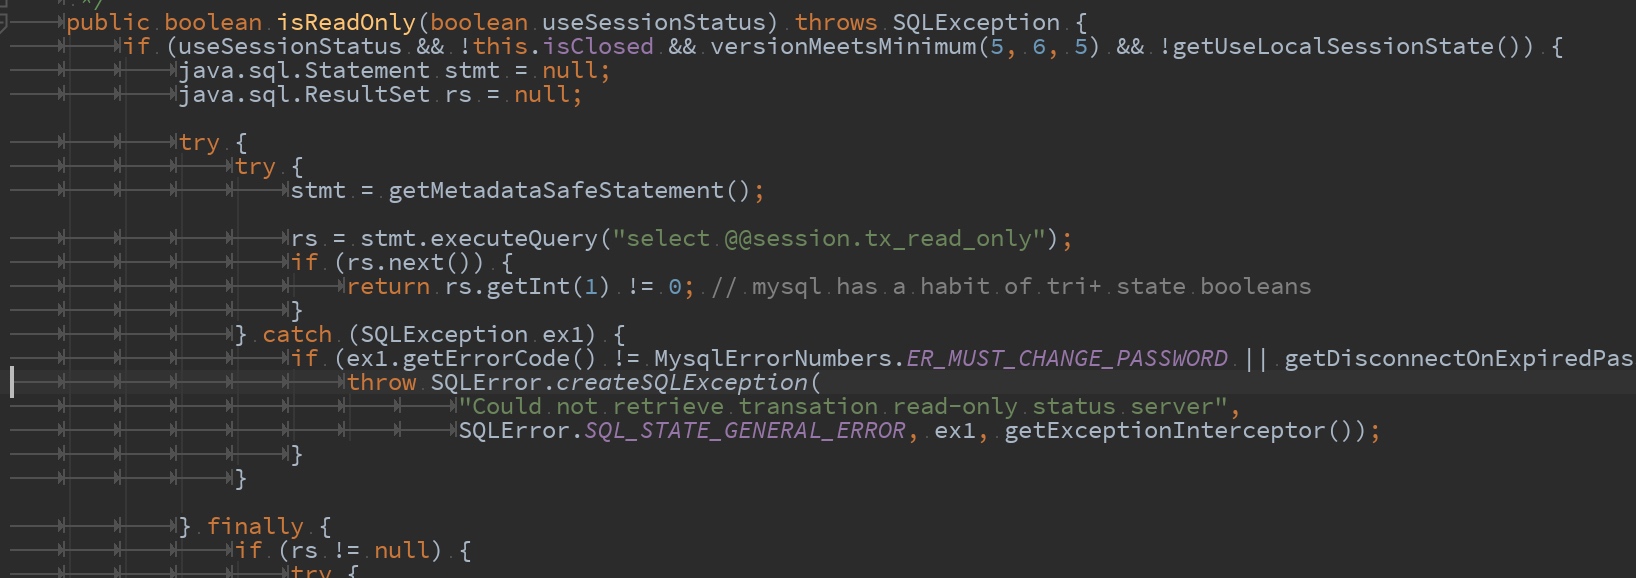 */
public boolean isReadOnly(boolean useSessionStatus) throws SQLException {
if (useSessionStatus && !this.isClosed && versionMeetsMinimum(5, 6, 5) && !getUseLocalSessionState()) {
java.sql.Statement stmt = null;
java.sql.ResultSet rs = null;
try {
try {
stmt = getMetadataSafeStatement();
rs = stmt.executeQuery("select @@session.tx_read_only");
if (rs.next()) {
return rs.getInt(1) != 0; // mysql has a habit of tri+ state booleans
}
} catch (SQLException ex1) {
if (ex1.getErrorCode() != MysqlErrorNumbers.ER_MUST_CHANGE_PASSWORD || getDisconnectOnExpiredPas
throw SQLError.createSQLException(
"Could not retrieve transation read-only status server",
SQLError.SQL_STATE_GENERAL_ERROR, ex1, getExceptionInterceptor());
}
}
} finally {
if (rs != null) {
try {